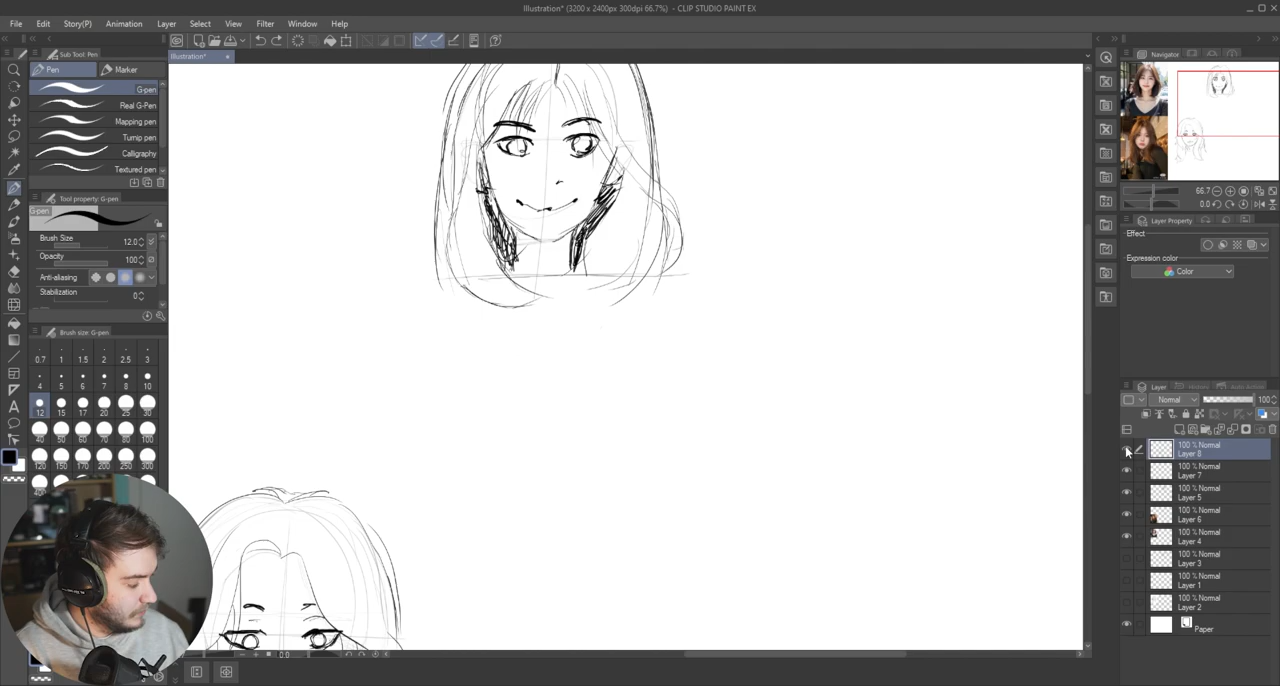 Illustration* (3200 x 2400px 300dpi 66.7%) - CLIP STUDIO PAINT EX
File Edit Story(P) Animation Layer Select View Filter Window Help
Sub Tool: Pen
Illustration*
Navigator
Pen Marker
G-pen
Real G-Pen
Mapping pen
Turnip pen
Calligraphy
Textured pen
66.7
0.0
Tool property: G-pen
G-pen
Layer Property
Effect
Brush Size 12.0
Opacity 100
Anti-aliasing
Stabilization 0
Expression color
Color
Brush size: G-pen
0.7 1 1.5 2 2.5 3
4 5 6 7 8 10
12 15 17 20 25 30
40 50 60 70 80 100
120 150 170 200 250 300
Layer History Auto Action
Normal 100
100 % Normal
Layer 8
100 % Normal
Layer 7
100 % Normal
Layer 5
100 % Normal
Layer 6
100 % Normal
Layer 4
100 % Normal
Layer 3
100 % Normal
Layer 1
100 % Normal
Layer 2
Paper
0.0